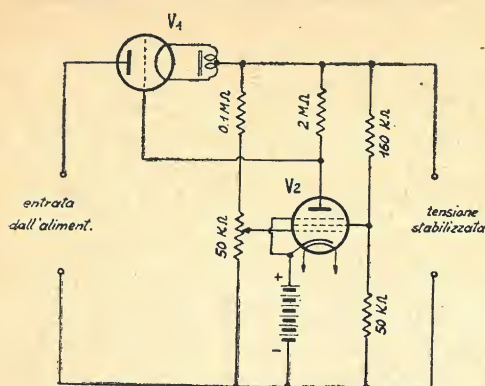 V1
0.1 MΩ
2 MΩ
160 KΩ
V2
entrata
dall'aliment.
50 KΩ
tensione
stabilizzata
+
-
50 KΩ